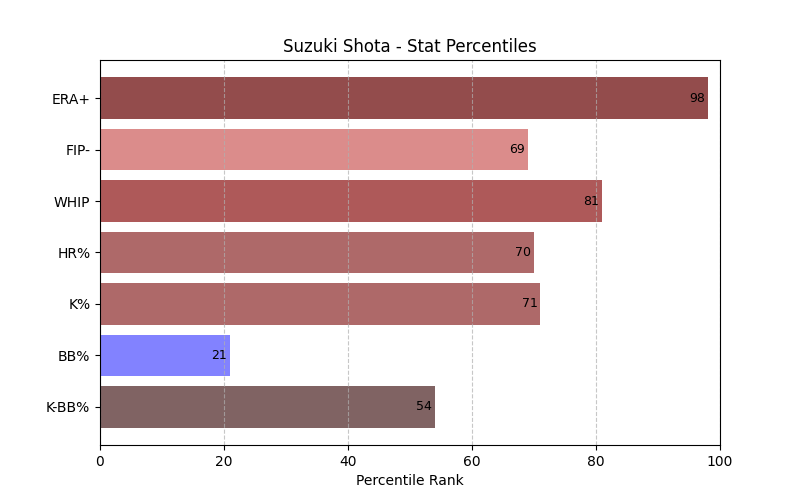 Suzuki Shota - Stat Percentiles
ERA+ 98
FIP- 69
WHIP 81
HR% 70
K% 71
BB% 21
K-BB% 54
0 20 40 60 80 100
Percentile Rank